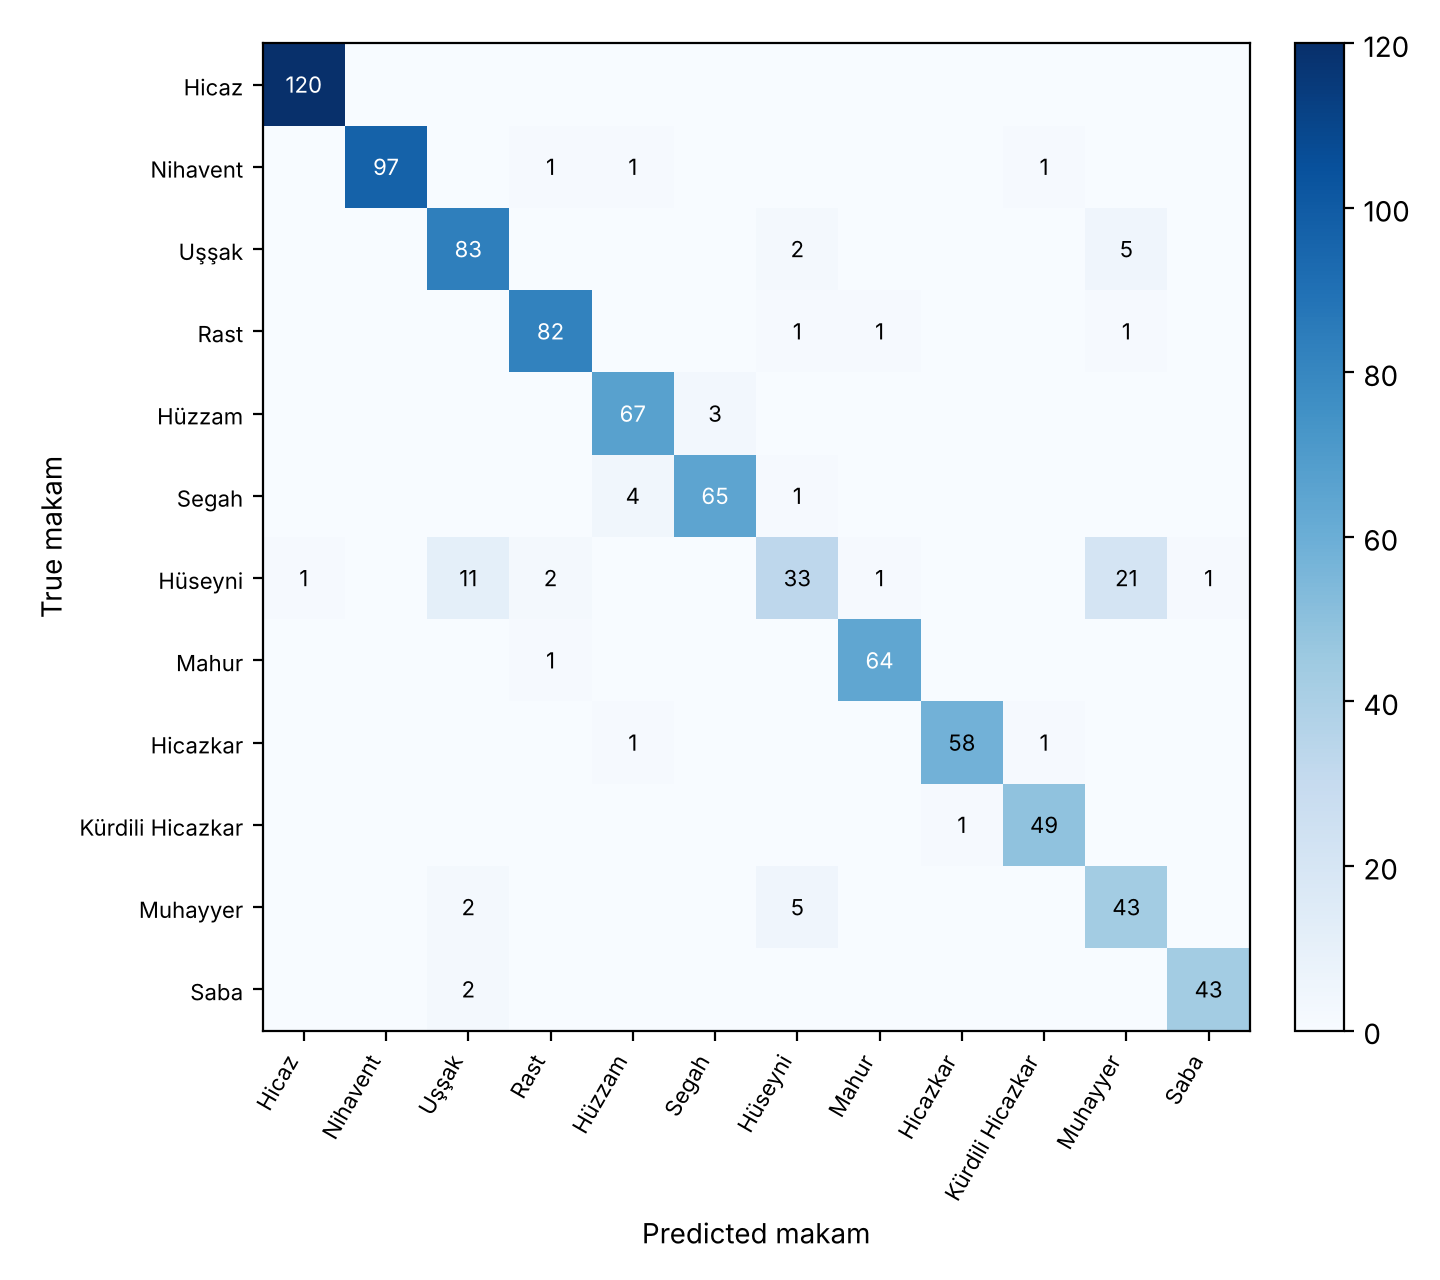 Hicaz 120
Nihavent 97 1 1 1
Uşşak 83 2 5
Rast 82 1 1 1
Hüzzam 67 3
Segah 4 65 1
Hüseyni 1 11 2 33 1 21 1
Mahur 1 64
Hicazkar 1 58 1
Kürdili Hicazkar 1 49
Muhayyer 2 5 43
Saba 2 43
True makam
Hicaz Nihavent Uşşak Rast Hüzzam Segah Hüseyni Mahur Hicazkar Kürdili Hicazkar Muhayyer Saba
Predicted makam
120
100
80
60
40
20
0